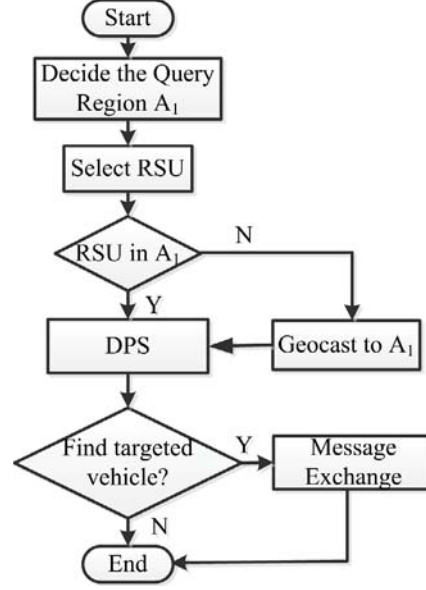 Start
Decide the Query
Region A₁
Select RSU
RSU in A₁
N
Y
DPS
Geocast to A₁
Find targeted
vehicle?
Y
Message
Exchange
N
End